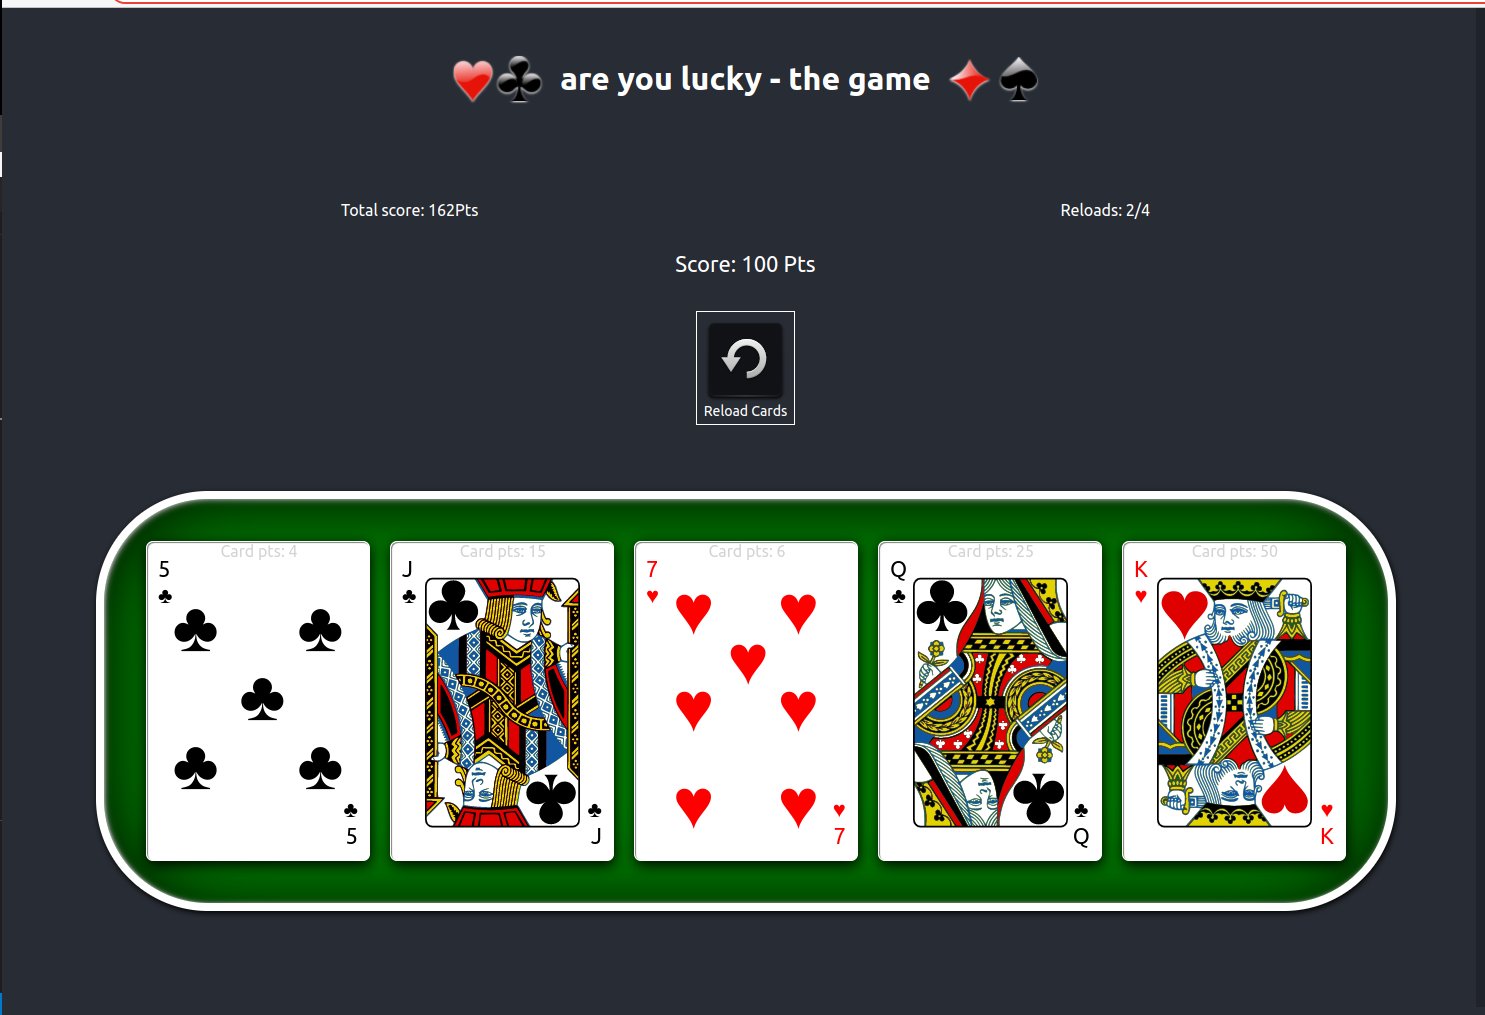 are you lucky - the game
Total score: 162Pts
Reloads: 2/4
Score: 100 Pts
Reload Cards
Card pts: 4
5
5
Card pts: 15
J
J
Card pts: 6
7
7
Card pts: 25
Q
Q
Card pts: 50
K
K